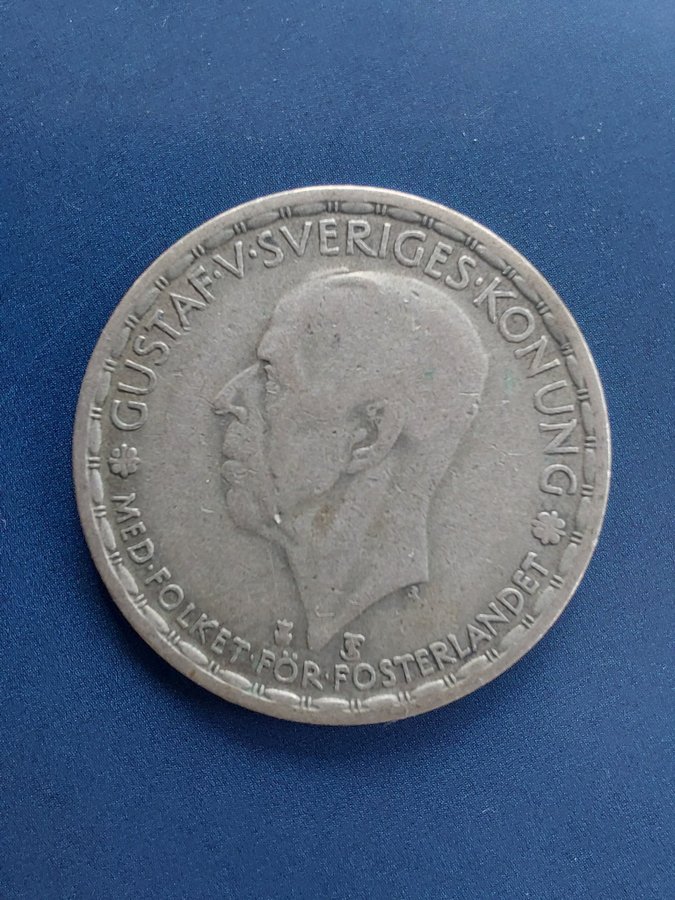 GUSTAF·V·SVERIGES·KONUNG
MED·FOLKET·FÖR·FOSTERLANDET